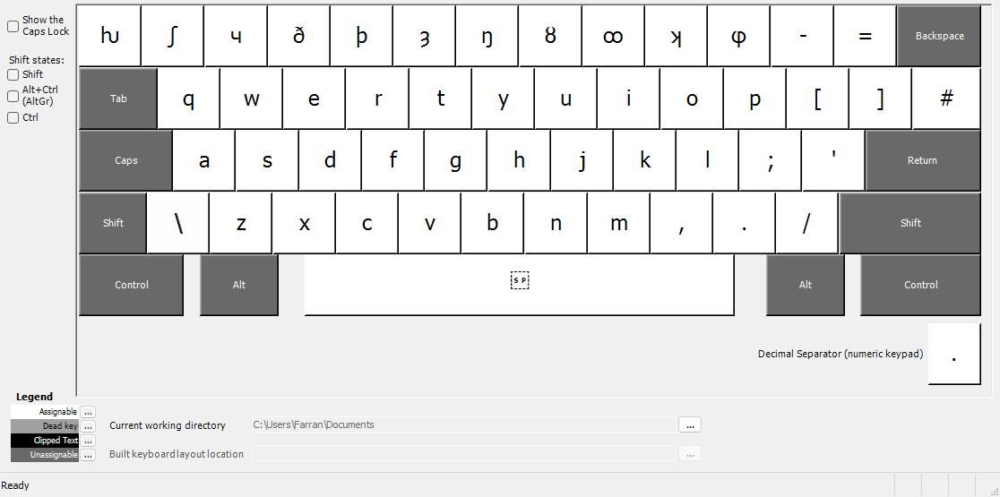 Show the
Caps Lock
Shift states:
Shift
Alt+Ctrl
(AltGr)
Ctrl
ƕ ʃ ч ð þ ȝ ŋ ȣ ꝏ ʞ φ - = Backspace
Tab q w e r t y u i o p [ ] #
Caps a s d f g h j k l ; ' Return
Shift \ z x c v b n m , . / Shift
Control Alt SP Alt Control
Decimal Separator (numeric keypad) .
Legend
Assignable ...
Dead key ...
Clipped Text ...
Unassignable ...
Current working directory C:\Users\Farran\Documents ...
Built keyboard layout location ...
Ready